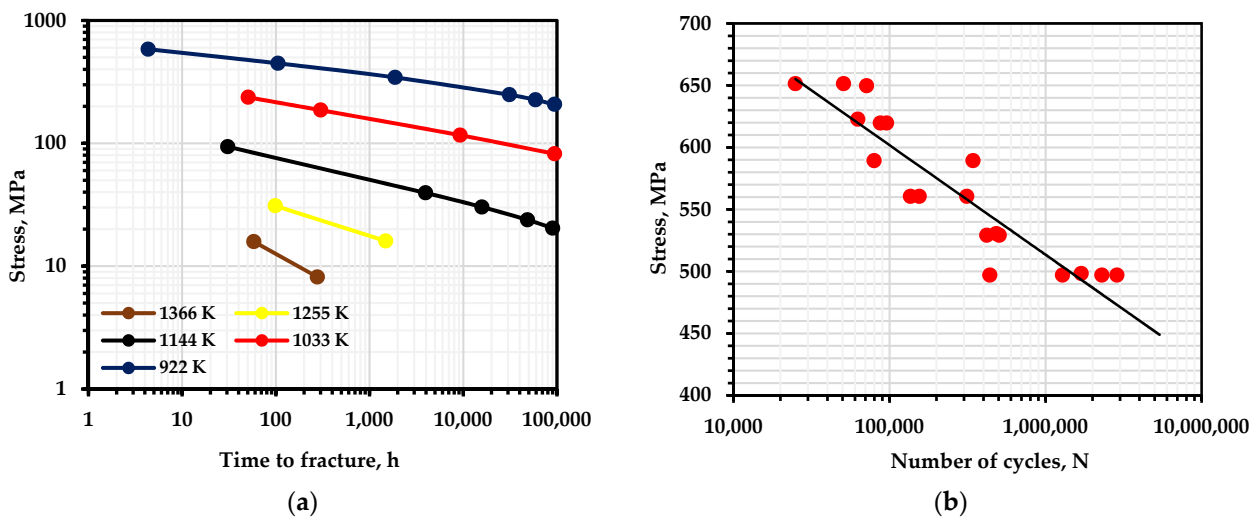 1000
100
10
1
Stress, MPa
1366 K
1255 K
1144 K
1033 K
922 K
1 10 100 1,000 10,000 100,000
Time to fracture, h
(a)
700
650
600
550
500
450
400
Stress, MPa
10,000 100,000 1,000,000 10,000,000
Number of cycles, N
(b)